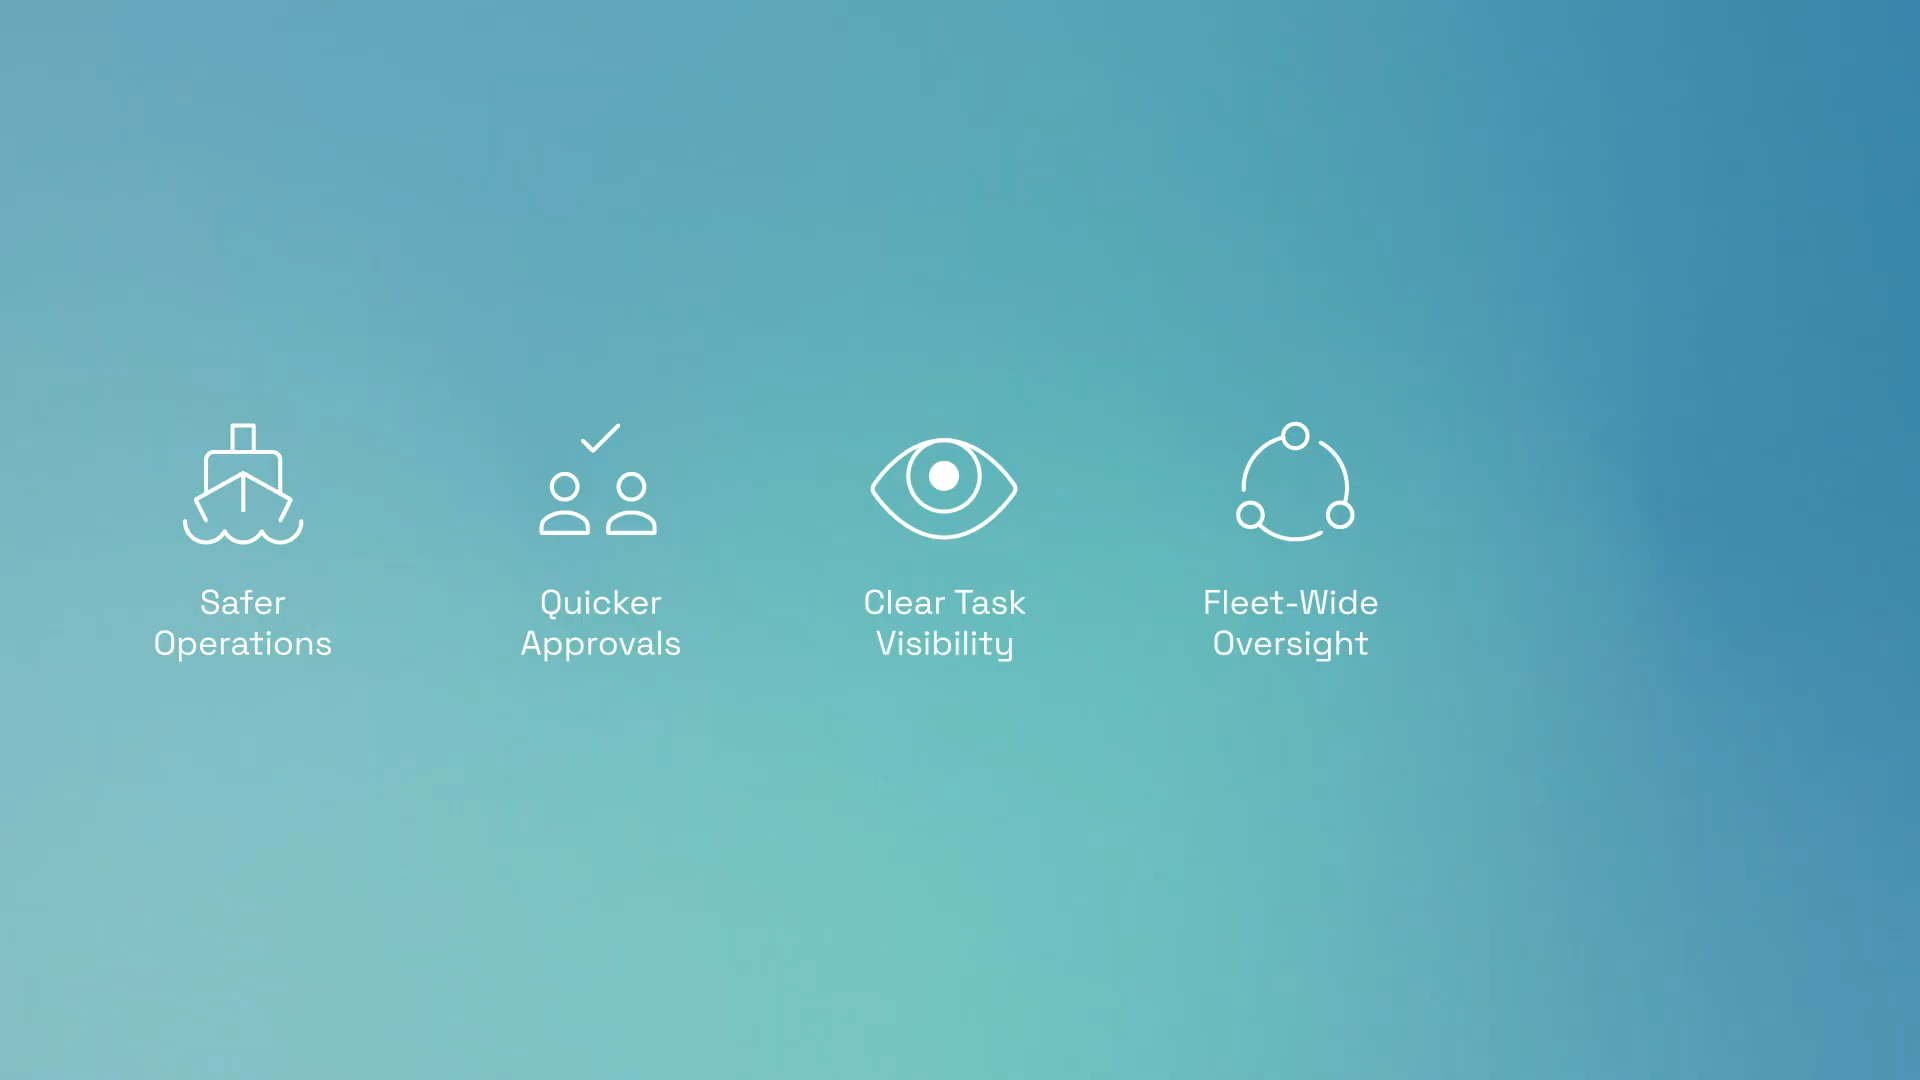 Safer
Operations
Quicker
Approvals
Clear Task
Visibility
Fleet-Wide
Oversight